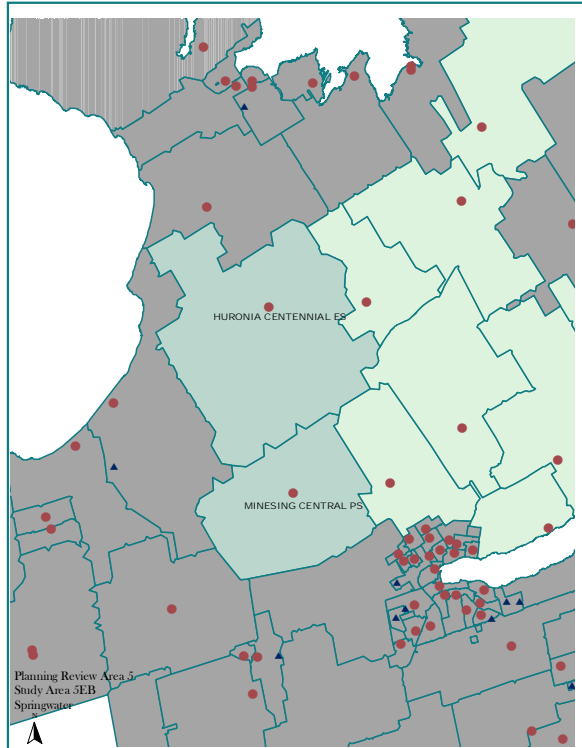 HURONIA CENTENNIAL ES
MINESING CENTRAL PS
Planning Review Area 5
Study Area 5EB
Springwater
N